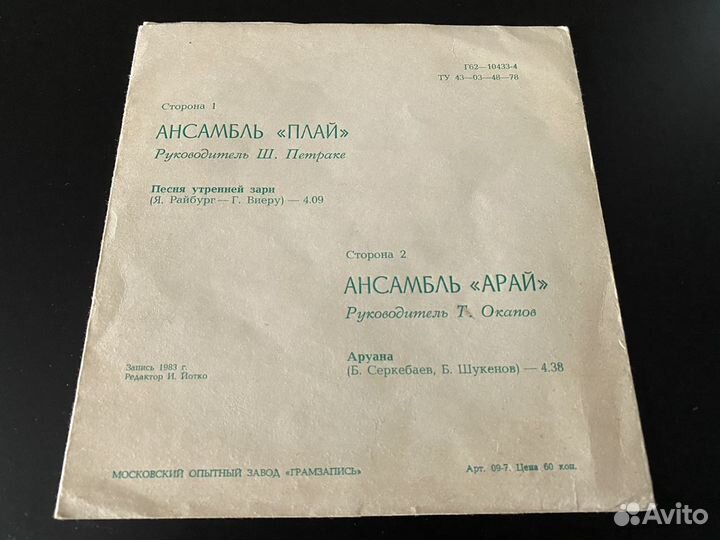 Г62—10433-4
ТУ 43—03—48—78
Сторона 1
АНСАМБЛЬ «ПЛАЙ»
Руководитель Ш. Петраке
Песня утренней зари
(Я. Райбург — Г. Виеру) — 4.09
Сторона 2
АНСАМБЛЬ «АРАЙ»
Руководитель Т. Окапов
Аруана
(Б. Серкебаев, Б. Шукенов) — 4.38
Запись 1983 г.
Редактор И. Йотко
МОСКОВСКИЙ ОПЫТНЫЙ ЗАВОД «ГРАМЗАПИСЬ»
Арт. 09-7. Цена 60 коп.
Avito